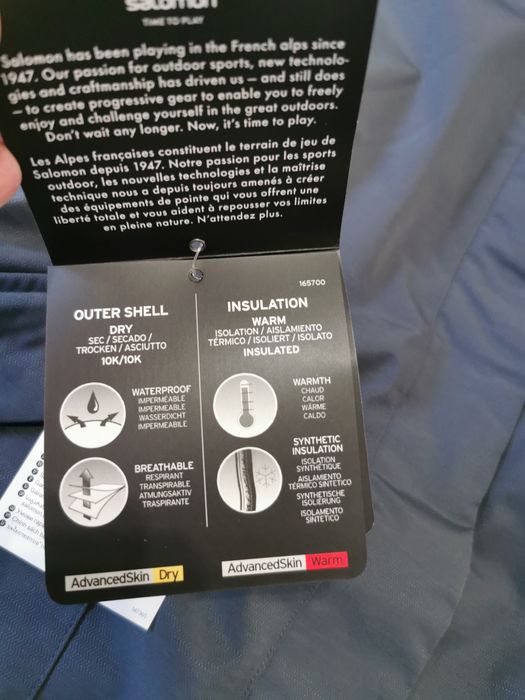 salomon
TIME TO PLAY
Salomon has been playing in the French alps since
1947. Our passion for outdoor sports, new technolo-
gies and craftmanship has driven us – and still does
– to create progressive gear to enable you to freely
enjoy and challenge yourself in the great outdoors.
Don't wait any longer. Now, it's time to play.
Les Alpes françaises constituent le terrain de jeu de
Salomon depuis 1947. Notre passion pour les sports
outdoor, les nouvelles technologies et la maîtrise
technique nous a depuis toujours amenés à créer
des équipements de pointe qui vous offrent une
liberté totale et vous aident à repousser vos limites
en pleine nature. N'attendez plus.
OUTER SHELL
DRY
SEC / SECADO /
TROCKEN / ASCIUTTO
10K/10K
WATERPROOF
IMPERMÉABLE
IMPERMEABLE
WASSERDICHT
IMPERMEABILE
BREATHABLE
RESPIRANT
TRANSPIRABLE
ATMUNGSAKTIV
TRASPIRANTE
AdvancedSkin Dry
165700
INSULATION
WARM
ISOLATION / AISLAMIENTO
TÉRMICO / ISOLIERT / ISOLATO
INSULATED
WARMTH
CHAUD
CALOR
WÄRME
CALDO
SYNTHETIC
INSULATION
ISOLATION
SYNTHÉTIQUE
AISLAMIENTO
TÉRMICO SINTÉTICO
SYNTHETISCHE
ISOLIERUNG
ISOLAMENTO
SINTETICO
AdvancedSkin Warm